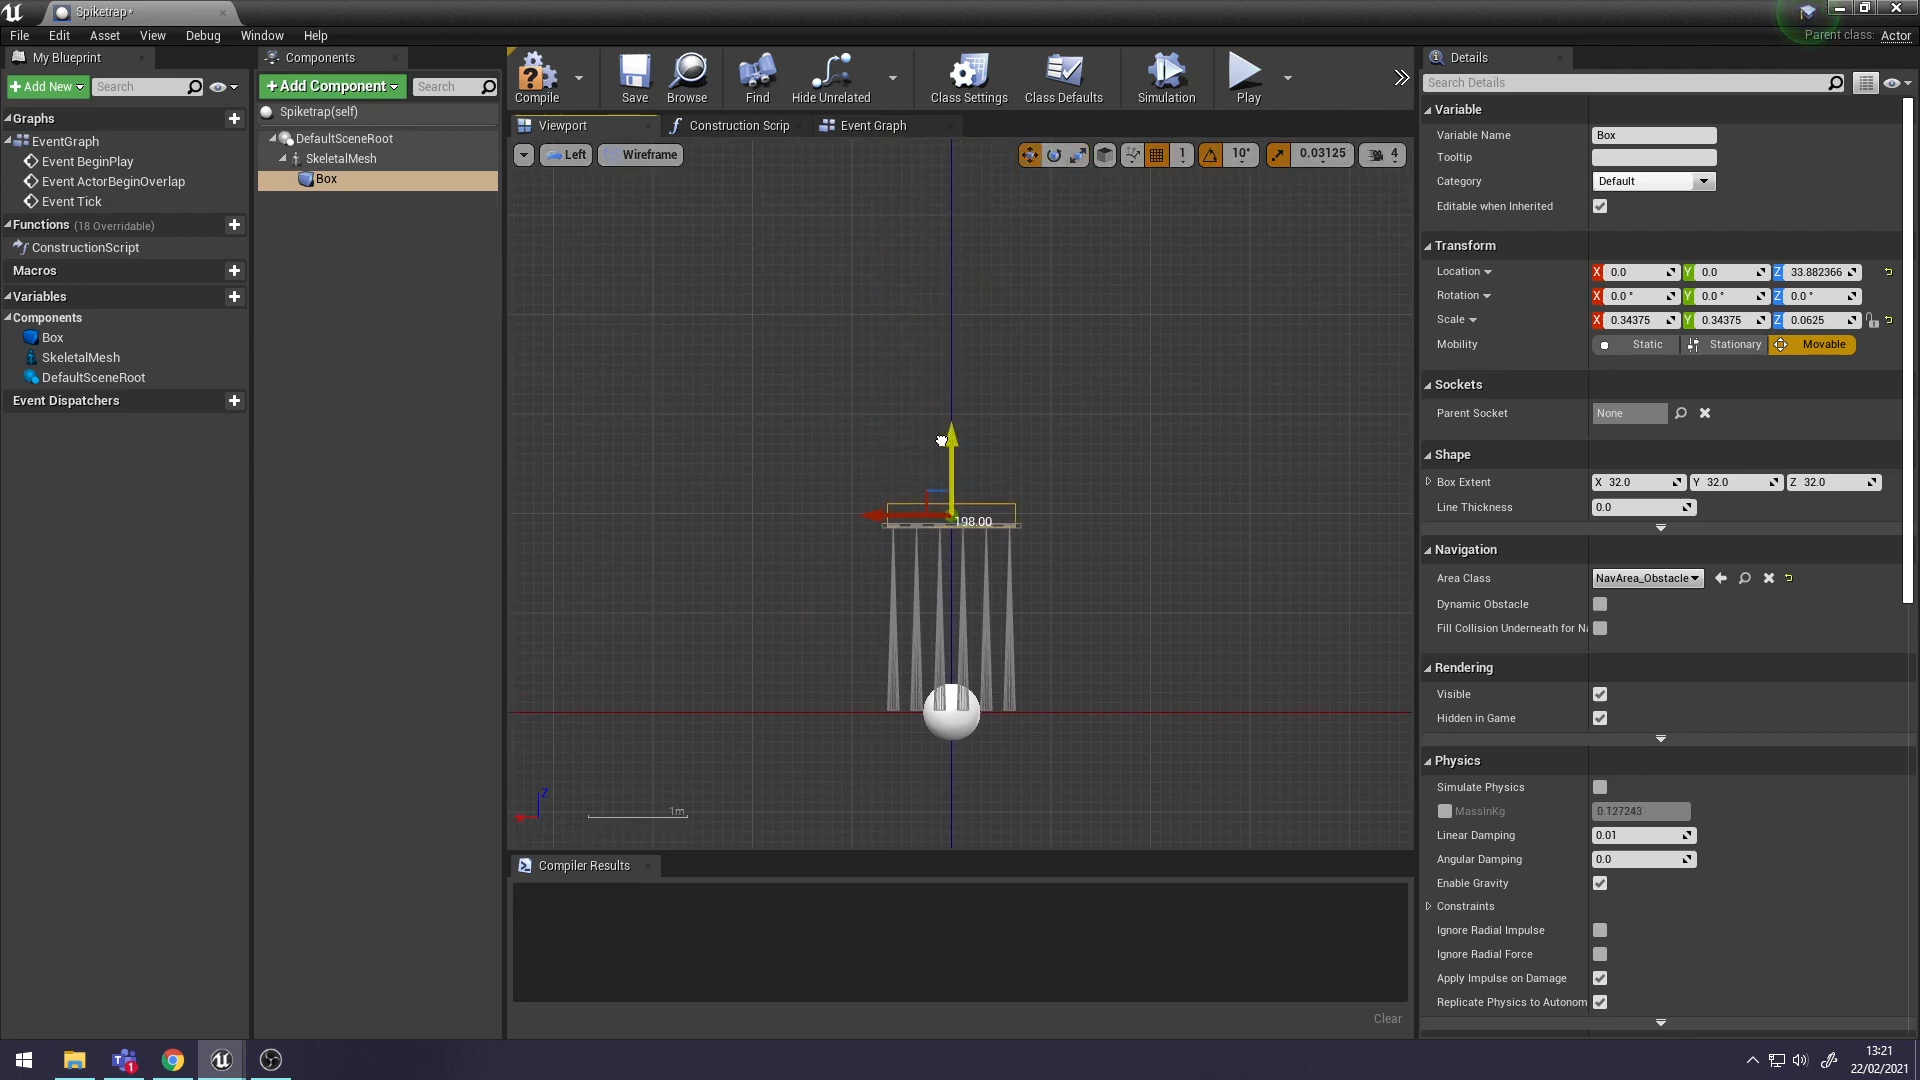 Spiketrap*
File Edit Asset View Debug Window Help
Parent class: Actor
My Blueprint
Add New
Search
Graphs
EventGraph
Event BeginPlay
Event ActorBeginOverlap
Event Tick
Functions (18 Overridable)
ConstructionScript
Macros
Variables
Components
Box
SkeletalMesh
DefaultSceneRoot
Event Dispatchers
Components
+Add Component
Search
Spiketrap(self)
DefaultSceneRoot
SkeletalMesh
Box
Compile
Save
Browse
Find
Hide Unrelated
Class Settings
Class Defaults
Simulation
Play
Viewport
Construction Scrip
Event Graph
Left
Wireframe
1
10°
0.03125
4
198.00
Z
1m
Compiler Results
Clear
Details
Search Details
Variable
Variable Name Box
Tooltip
Category Default
Editable when Inherited
Transform
Location X 0.0 Y 0.0 Z 33.882366
Rotation X 0.0 ° Y 0.0 ° Z 0.0 °
Scale X 0.34375 Y 0.34375 Z 0.0625
Mobility Static Stationary Movable
Sockets
Parent Socket None
Shape
Box Extent X 32.0 Y 32.0 Z 32.0
Line Thickness 0.0
Navigation
Area Class NavArea_Obstacle
Dynamic Obstacle
Fill Collision Underneath for Na
Rendering
Visible
Hidden in Game
Physics
Simulate Physics
MassInKg 0.127243
Linear Damping 0.01
Angular Damping 0.0
Enable Gravity
Constraints
Ignore Radial Impulse
Ignore Radial Force
Apply Impulse on Damage
Replicate Physics to Autonom
1
13:21
22/02/2021